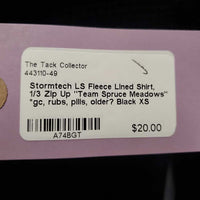 The Tack Collector
443110-49
Stormtech LS Fleece Lined Shirt,
1/3 Zip Up "Team Spruce Meadows"
*gc, rubs, pills, older? Black XS
$20.00
A74BGT